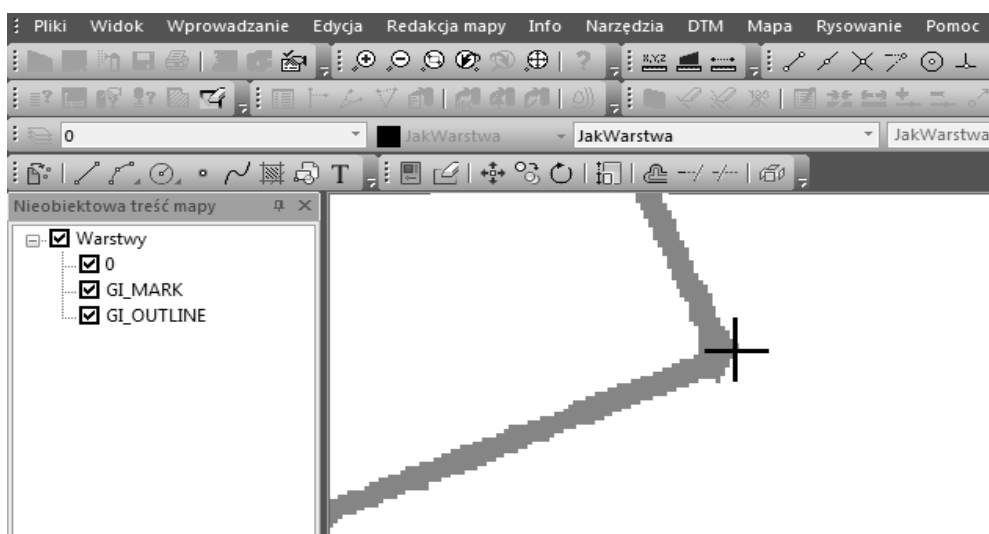 Pliki Widok Wprowadzanie Edycja Redakcja mapy Info Narzędzia DTM Mapa Rysowanie Pomoc
X,Y,Z
180
0 JakWarstwa JakWarstwa JakWarstwa
T
Nieobiektowa treść mapy
Warstwy
0
GI_MARK
GI_OUTLINE